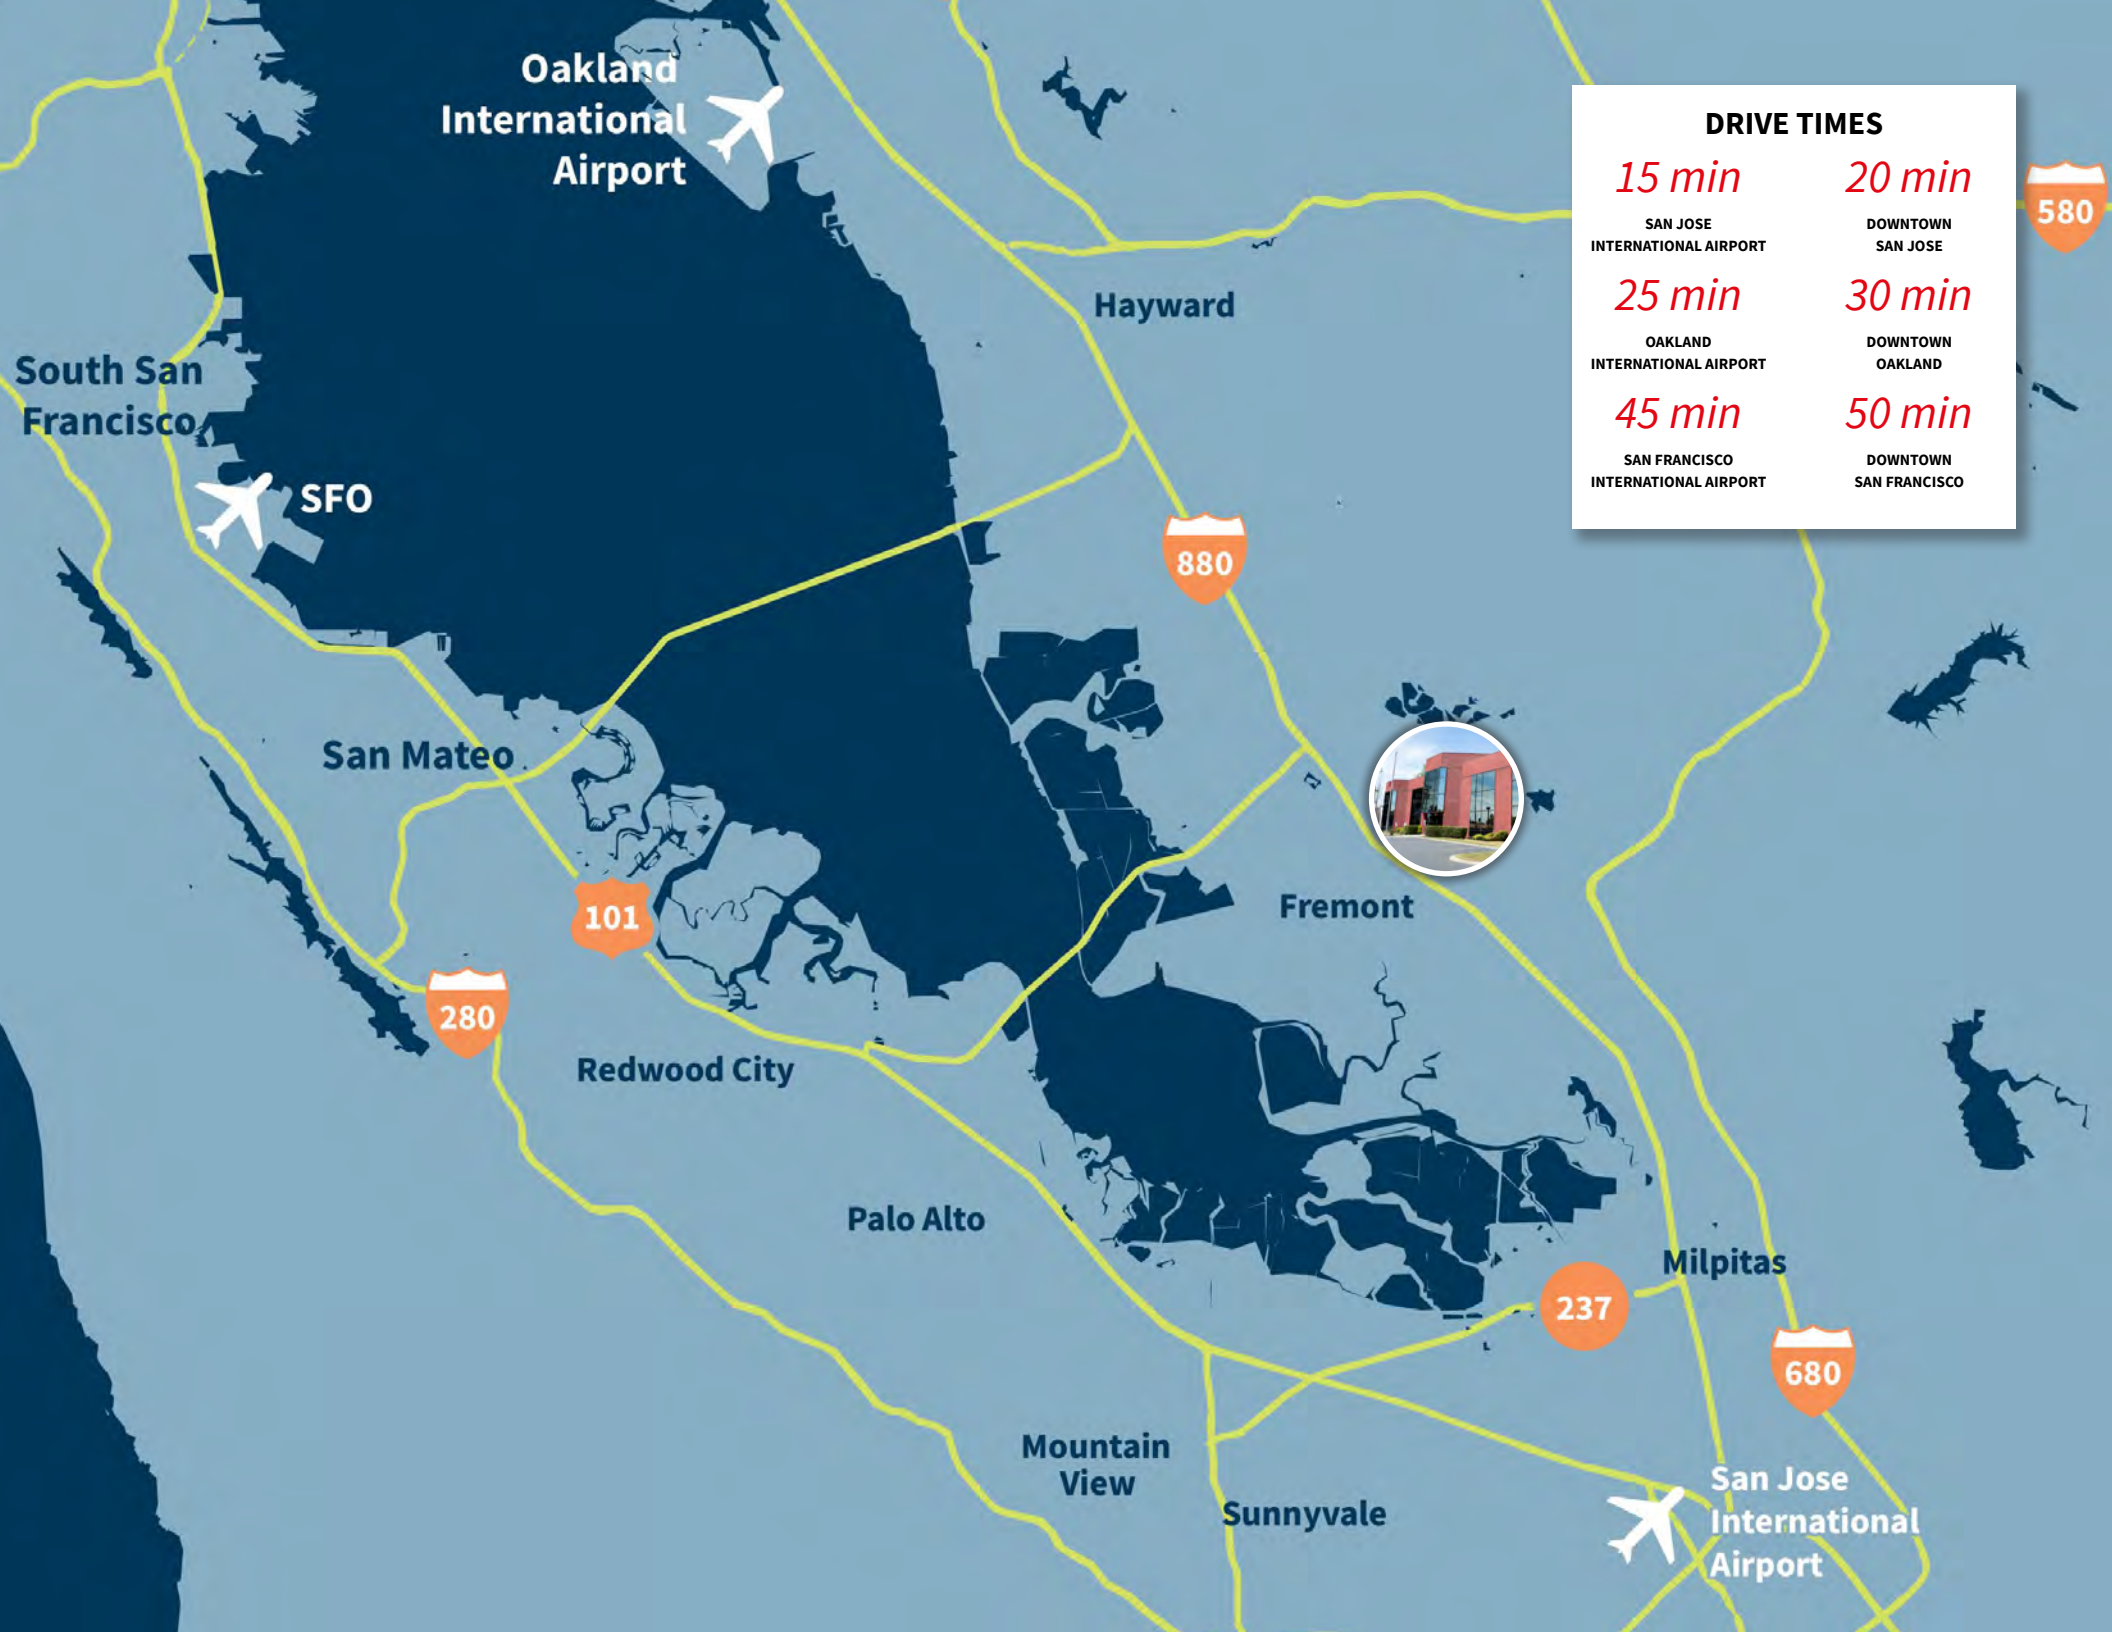 Oakland
International
Airport
DRIVE TIMES
15 min
SAN JOSE
INTERNATIONAL AIRPORT
20 min
DOWNTOWN
SAN JOSE
25 min
OAKLAND
INTERNATIONAL AIRPORT
30 min
DOWNTOWN
OAKLAND
45 min
SAN FRANCISCO
INTERNATIONAL AIRPORT
50 min
DOWNTOWN
SAN FRANCISCO
580
Hayward
South San
Francisco
SFO
880
San Mateo
Fremont
101
280
Redwood City
Palo Alto
Milpitas
237
680
Mountain
View
Sunnyvale
San Jose
International
Airport